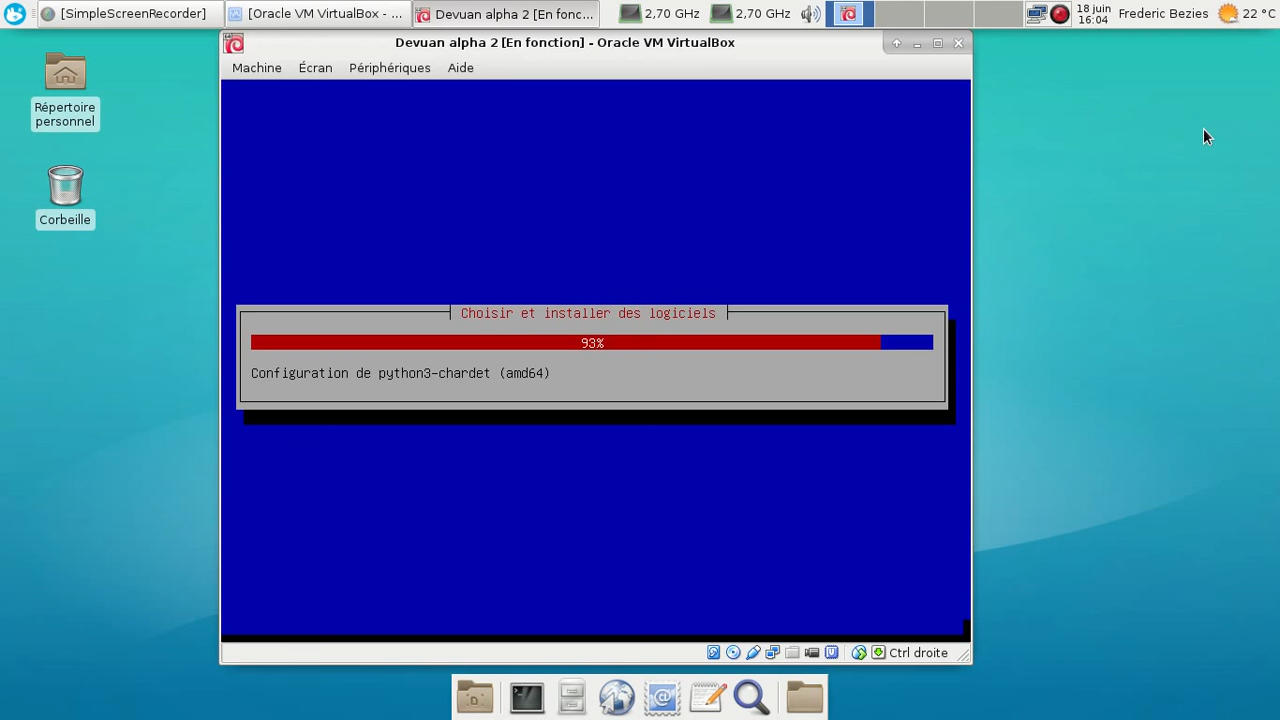 [SimpleScreenRecorder]
[Oracle VM VirtualBox - ...
Devuan alpha 2 [En fonc...
2,70 GHz
2,70 GHz
18 juin
16:04
Frederic Bezies
22 °C
Répertoire
personnel
Corbeille
Devuan alpha 2 [En fonction] - Oracle VM VirtualBox
Machine Écran Périphériques Aide
Choisir et installer des logiciels
93%
Configuration de python3-chardet (amd64)
Ctrl droite